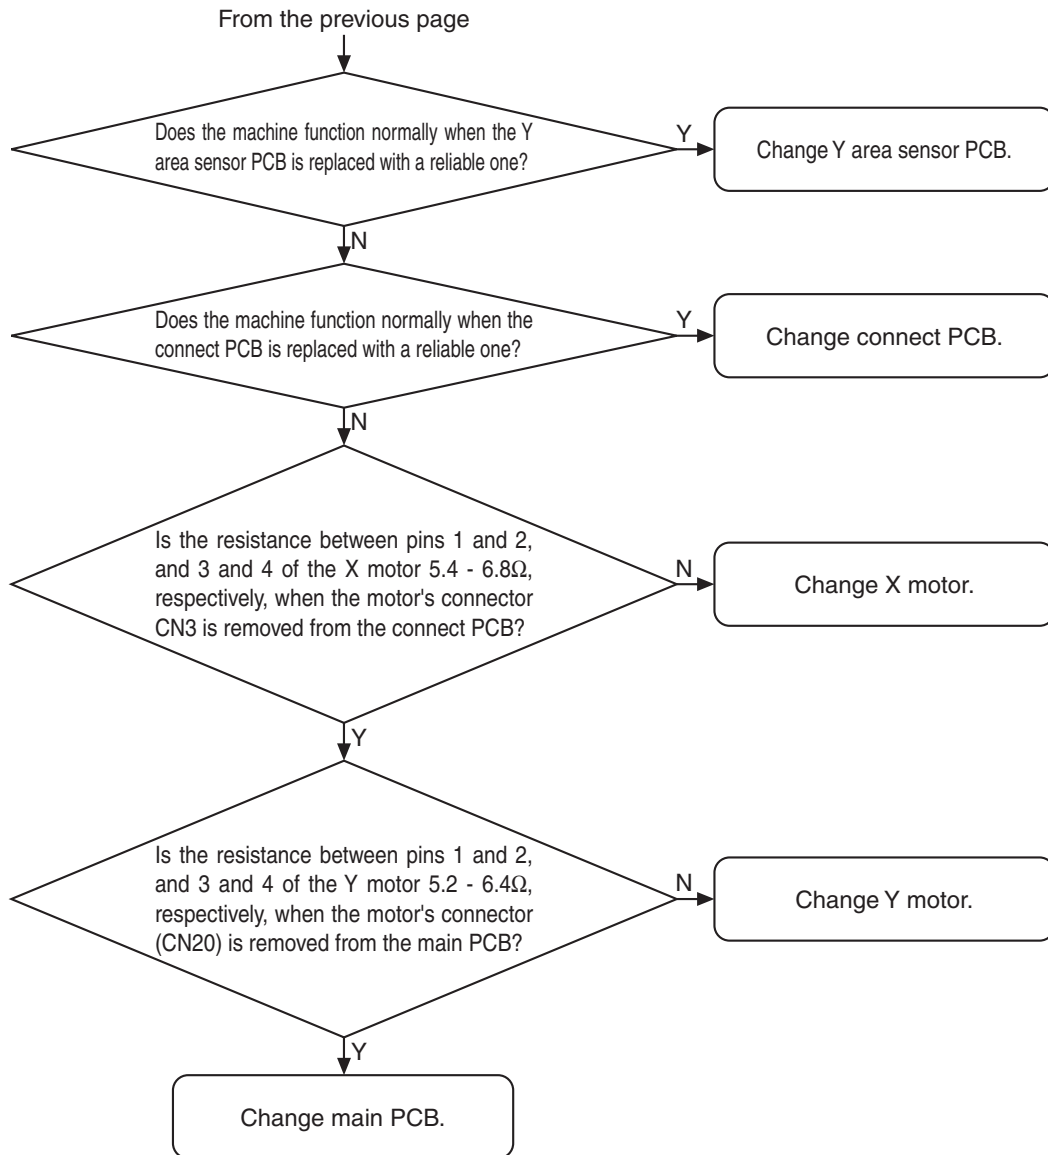 From the previous page
Does the machine function normally when the Y
area sensor PCB is replaced with a reliable one?
Y
Change Y area sensor PCB.
N
Does the machine function normally when the
connect PCB is replaced with a reliable one?
Y
Change connect PCB.
N
Is the resistance between pins 1 and 2,
and 3 and 4 of the X motor 5.4 - 6.8Ω,
respectively, when the motor's connector
CN3 is removed from the connect PCB?
N
Change X motor.
Y
Is the resistance between pins 1 and 2,
and 3 and 4 of the Y motor 5.2 - 6.4Ω,
respectively, when the motor's connector
(CN20) is removed from the main PCB?
N
Change Y motor.
Y
Change main PCB.